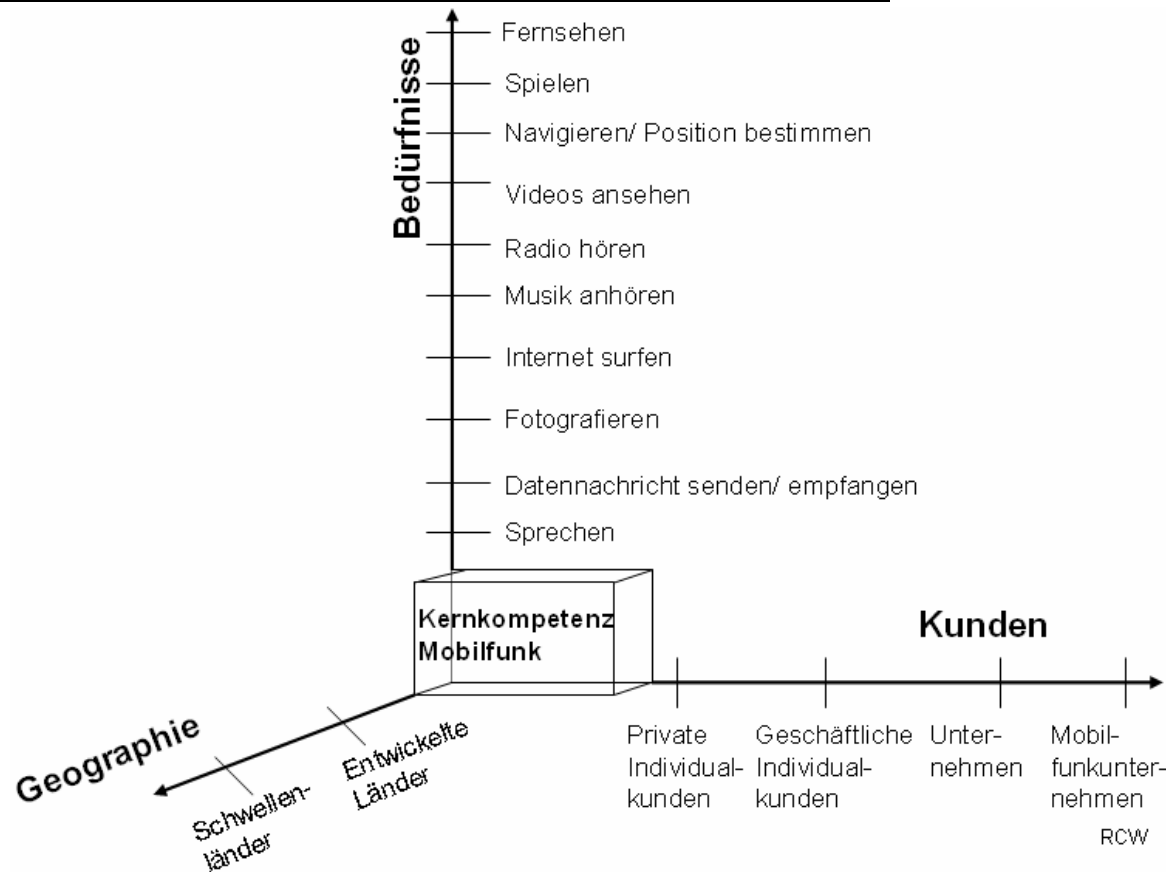 Bedürfnisse
Fernsehen
Spielen
Navigieren/ Position bestimmen
Videos ansehen
Radio hören
Musik anhören
Internet surfen
Fotografieren
Datennachricht senden/ empfangen
Sprechen
Kernkompetenz
Mobilfunk
Kunden
Private
Individual-
kunden
Geschäftliche
Individual-
kunden
Unter-
nehmen
Mobil-
funkunter-
nehmen
Geographie
Entwickelte
Länder
Schwellen-
länder
RCW